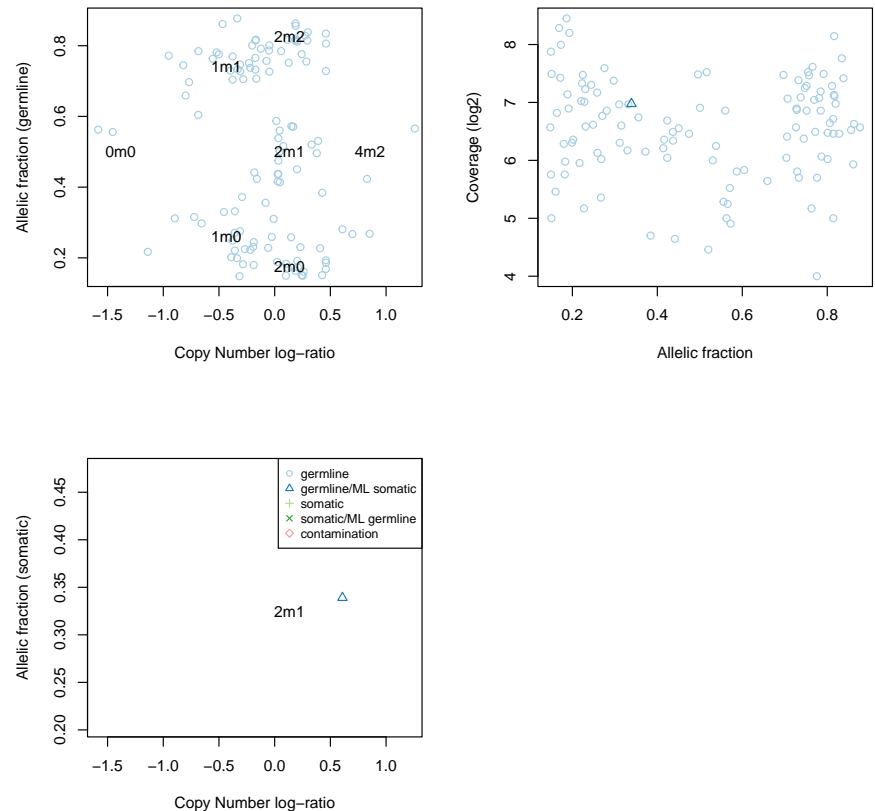 2m2
1m1
0m0
2m1
4m2
1m0
2m0
0.2 0.4 0.6 0.8
Allelic fraction (germline)
−1.5 −1.0 −0.5 0.0 0.5 1.0
Copy Number log−ratio
4 5 6 7 8
Coverage (log2)
0.2 0.4 0.6 0.8
Allelic fraction
germline
germline/ML somatic
somatic
somatic/ML germline
contamination
2m1
0.20 0.25 0.30 0.35 0.40 0.45
Allelic fraction (somatic)
−1.5 −1.0 −0.5 0.0 0.5 1.0
Copy Number log−ratio